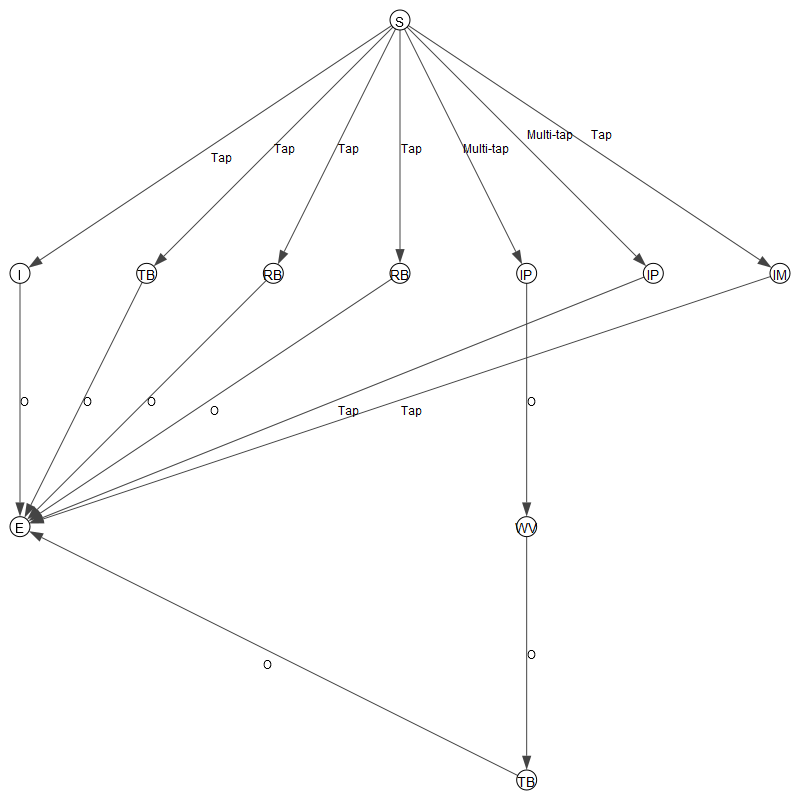 S
Multi-tap Tap
Tap Tap Tap Tap Multi-tap
I TB RB RB IP IP IM
O O O O Tap Tap O
E WV
O O
TB